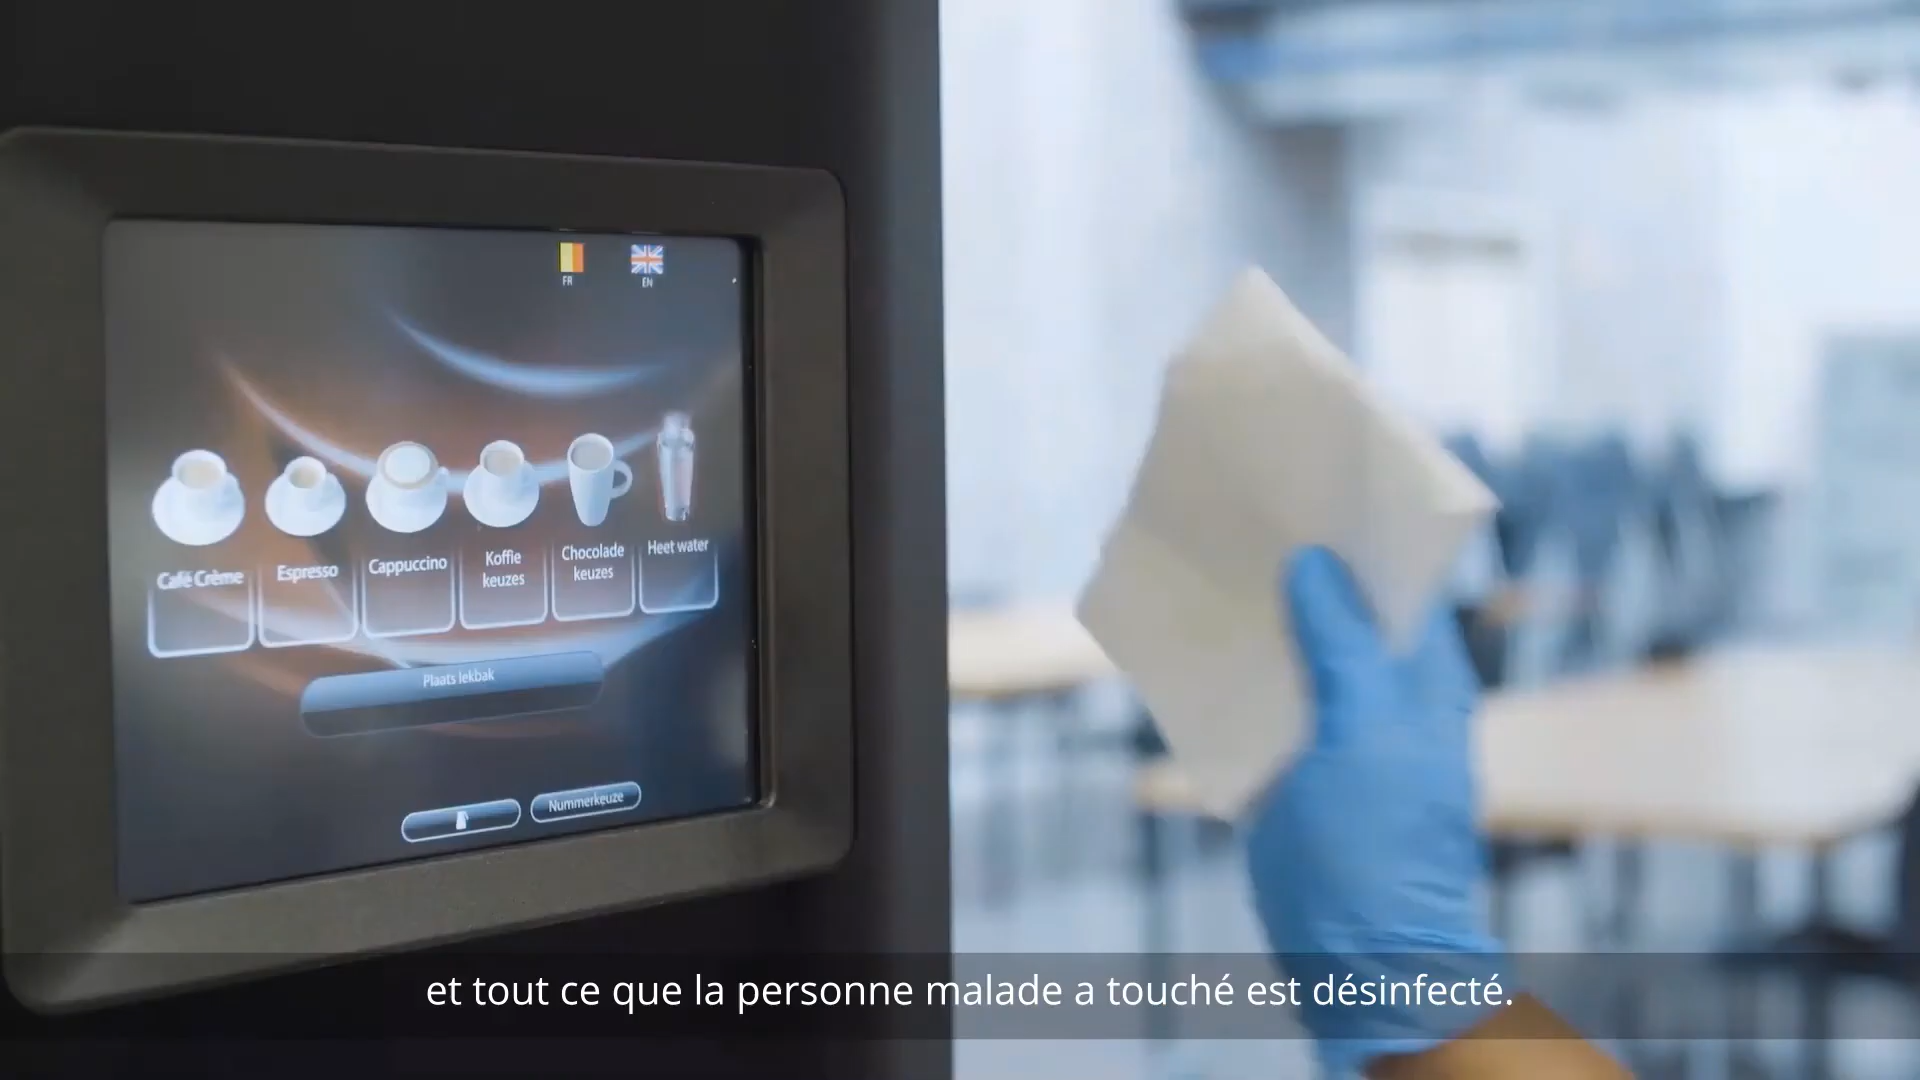 FR
EN
Café Crème
Espresso
Cappuccino
Koffie
keuzes
Chocolade
keuzes
Heet water
Plaats lekbak
Nummerkeuze
et tout ce que la personne malade a touché est désinfecté.